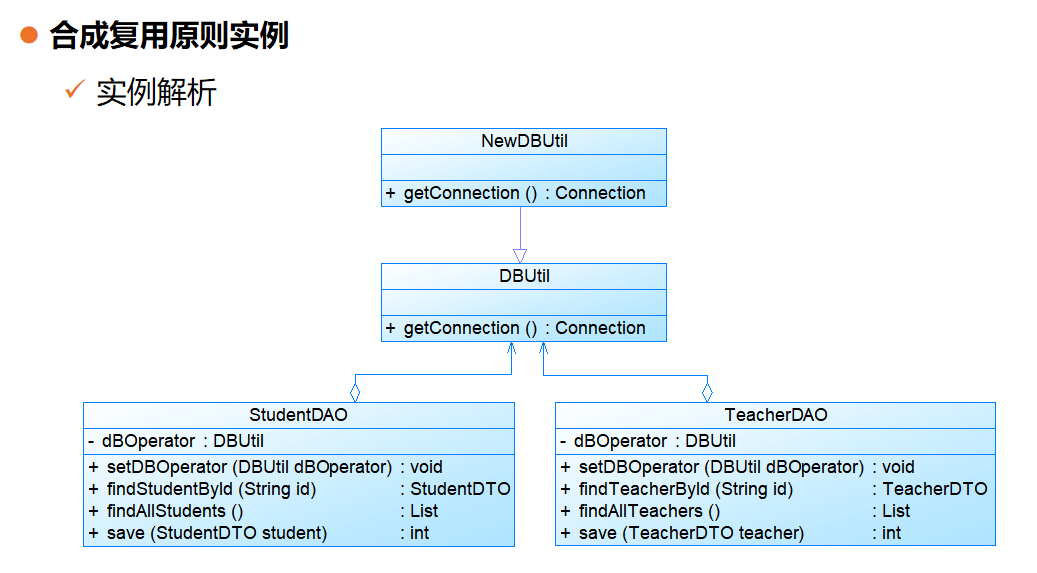 合成复用原则实例
实例解析
NewDBUtil
+ getConnection () : Connection
DBUtil
+ getConnection () : Connection
StudentDAO
- dBOperator : DBUtil
+ setDBOperator (DBUtil dBOperator) : void
+ findStudentById (String id) : StudentDTO
+ findAllStudents () : List
+ save (StudentDTO student) : int
TeacherDAO
- dBOperator : DBUtil
+ setDBOperator (DBUtil dBOperator) : void
+ findTeacherById (String id) : TeacherDTO
+ findAllTeachers () : List
+ save (TeacherDTO teacher) : int